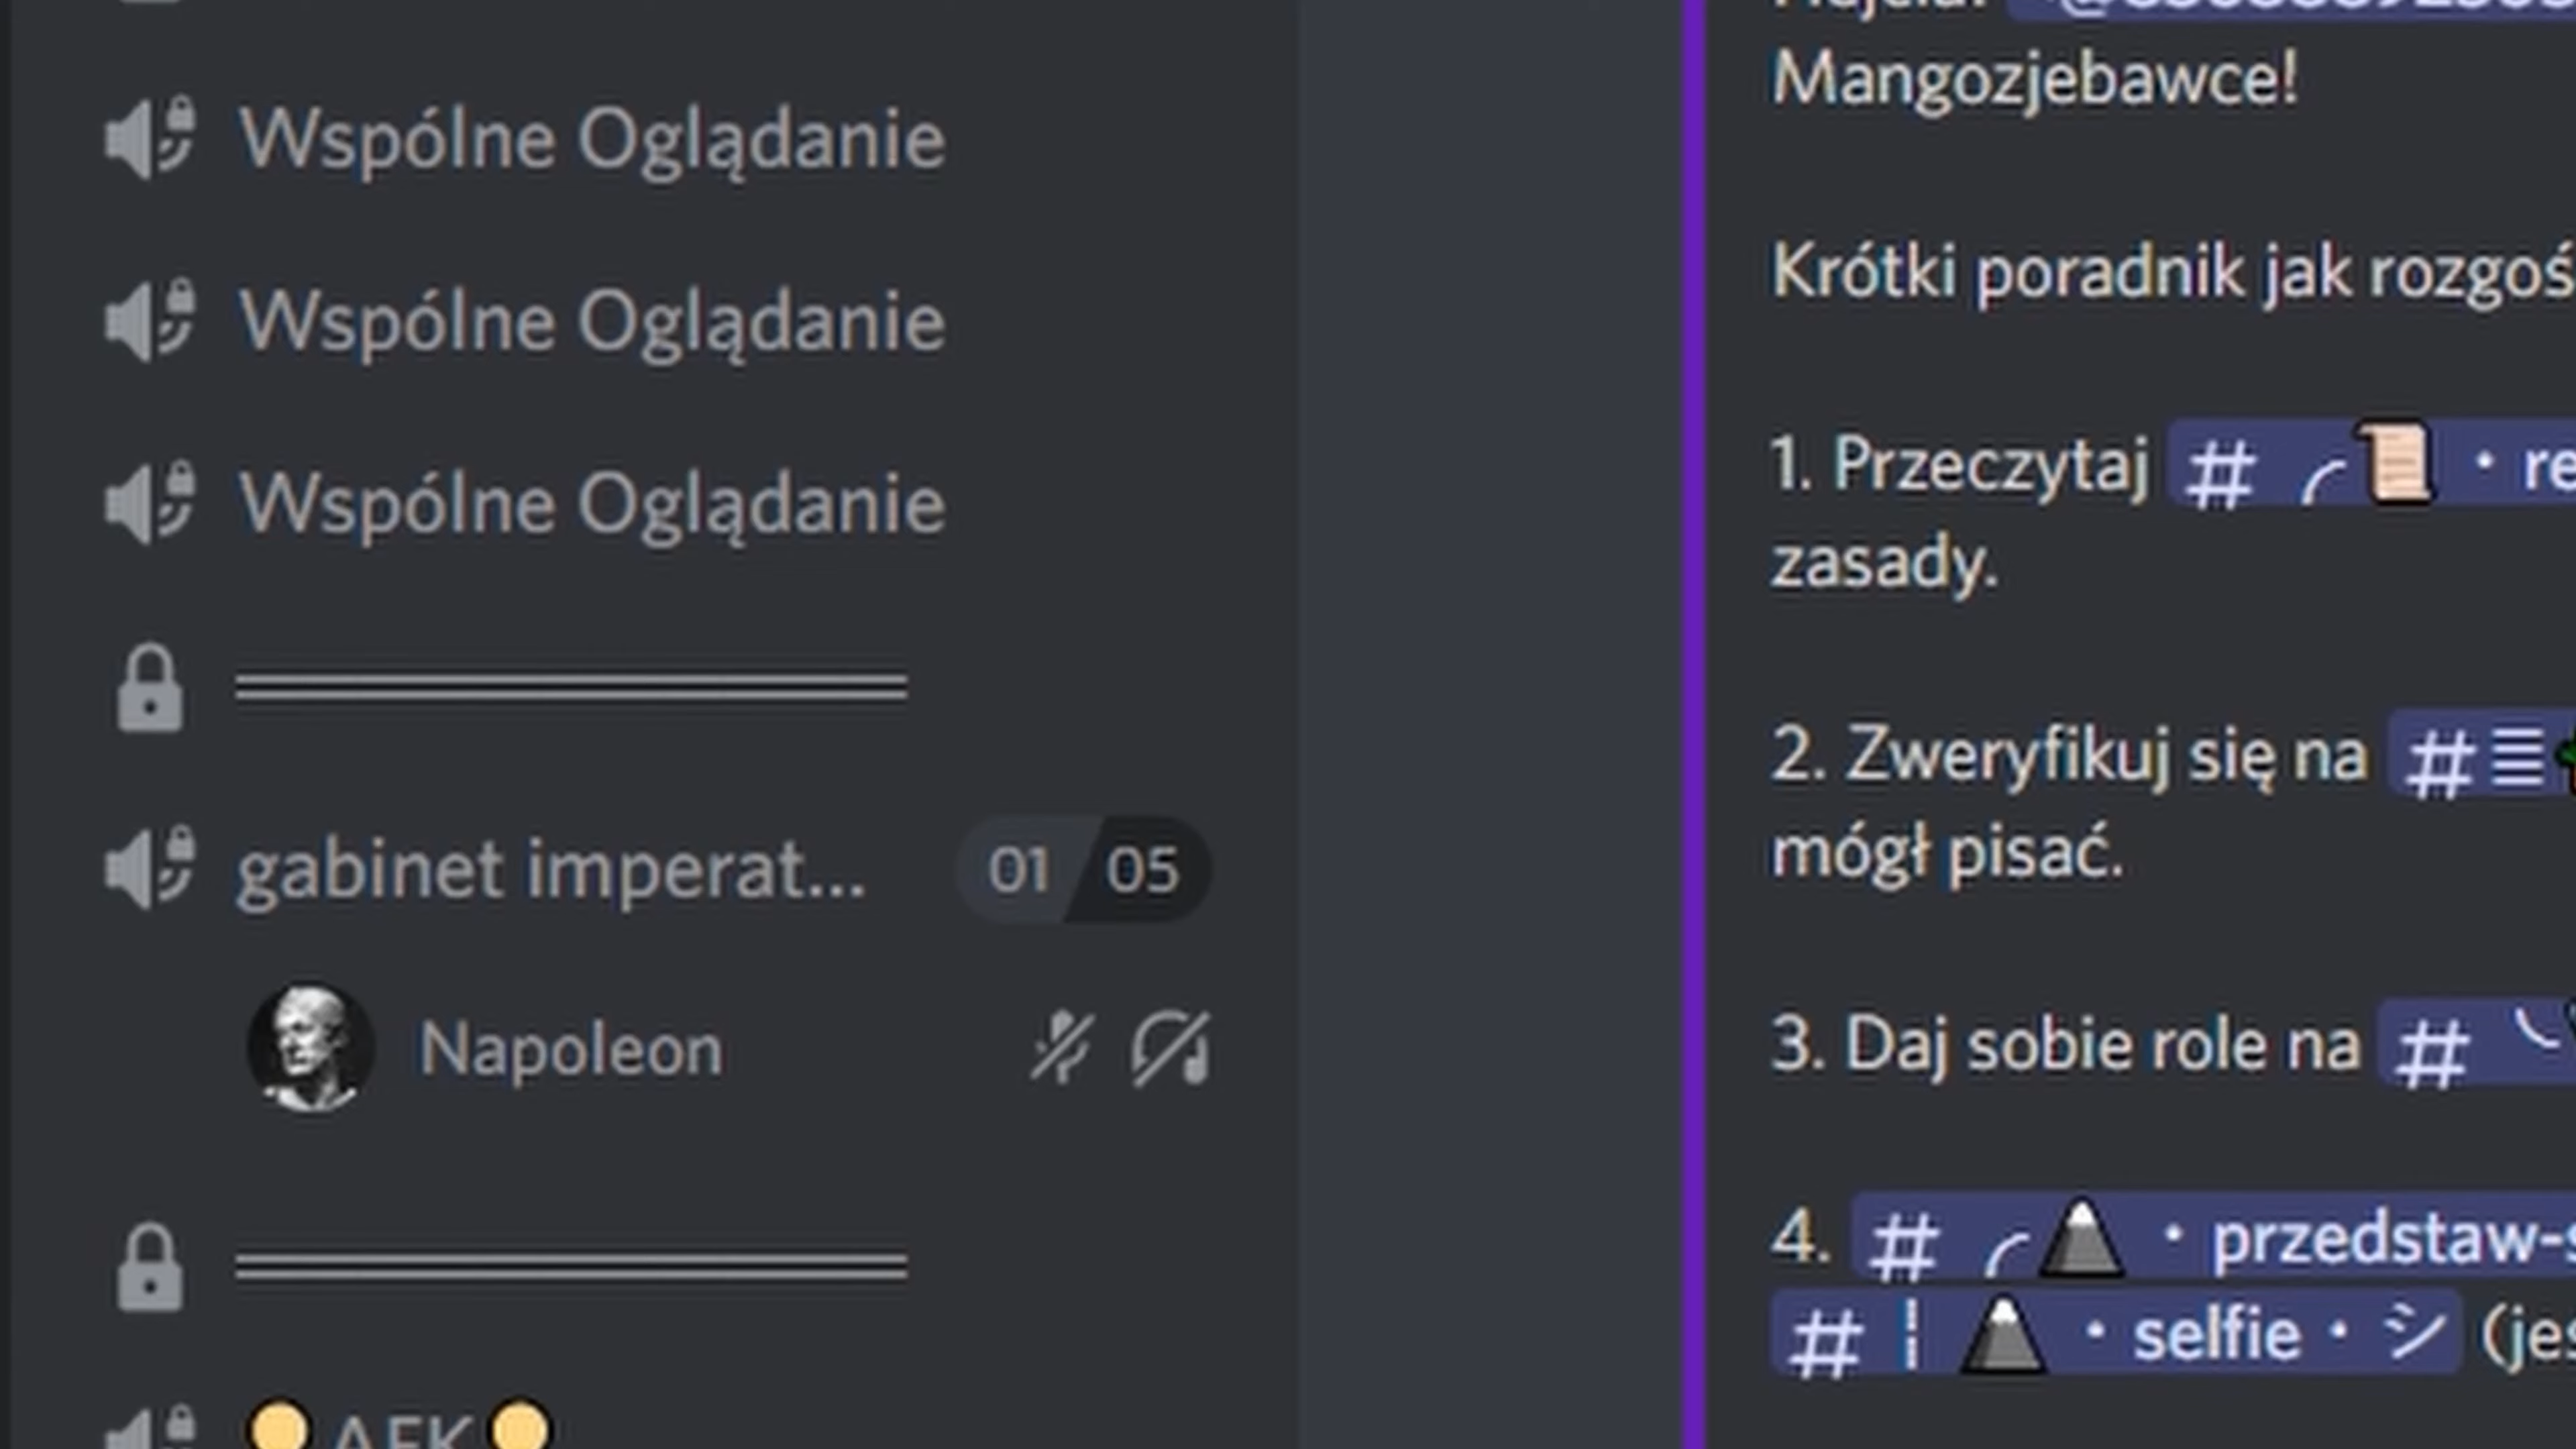 Wspólne Oglądanie
Wspólne Oglądanie
Wspólne Oglądanie
gabinet imperat... 01 05
Napoleon
AFK
Mangozjebawce!
Krótki poradnik jak rozgoś
1. Przeczytaj # ╭📜・re
zasady.
2. Zweryfikuj się na #
mógł pisać.
3. Daj sobie role na # ╰
4. # ╭🏔・przedstaw-s
# ┊🏔・selfie・シ (jes